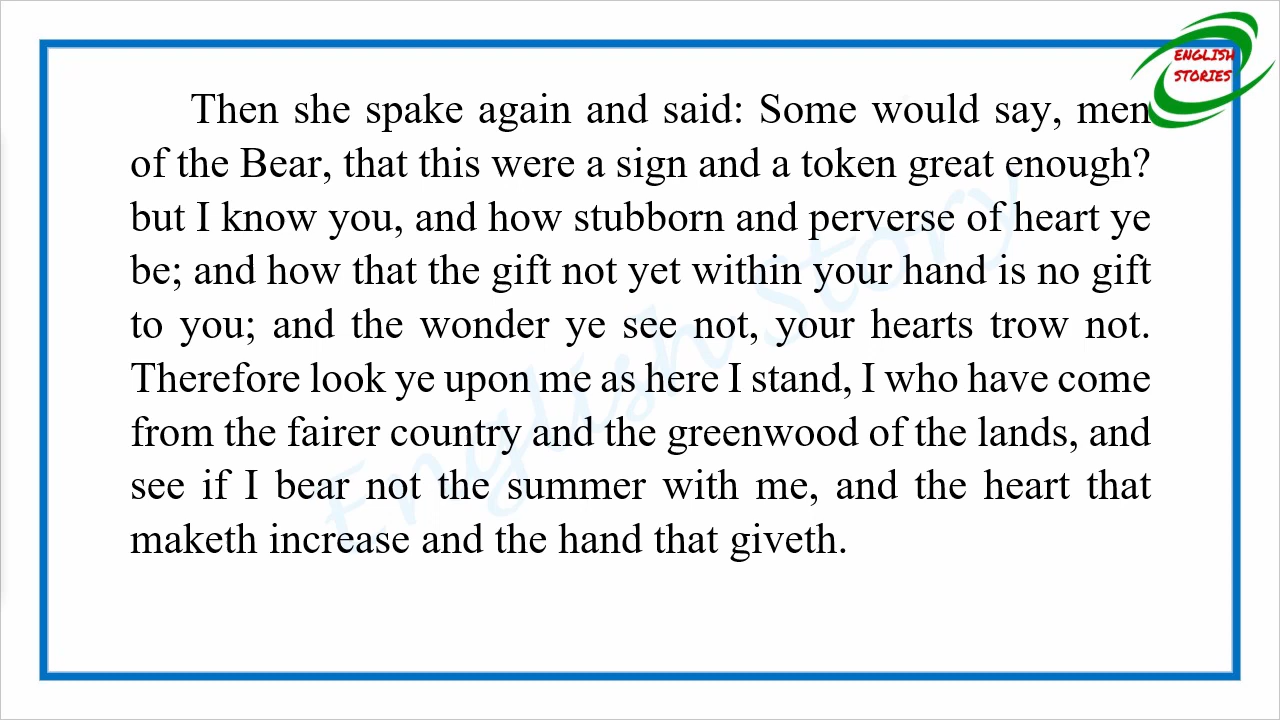 ENGLISH
STORIES
Then she spake again and said: Some would say, men
of the Bear, that this were a sign and a token great enough?
but I know you, and how stubborn and perverse of heart ye
be; and how that the gift not yet within your hand is no gift
to you; and the wonder ye see not, your hearts trow not.
Therefore look ye upon me as here I stand, I who have come
from the fairer country and the greenwood of the lands, and
see if I bear not the summer with me, and the heart that
maketh increase and the hand that giveth.
English Story